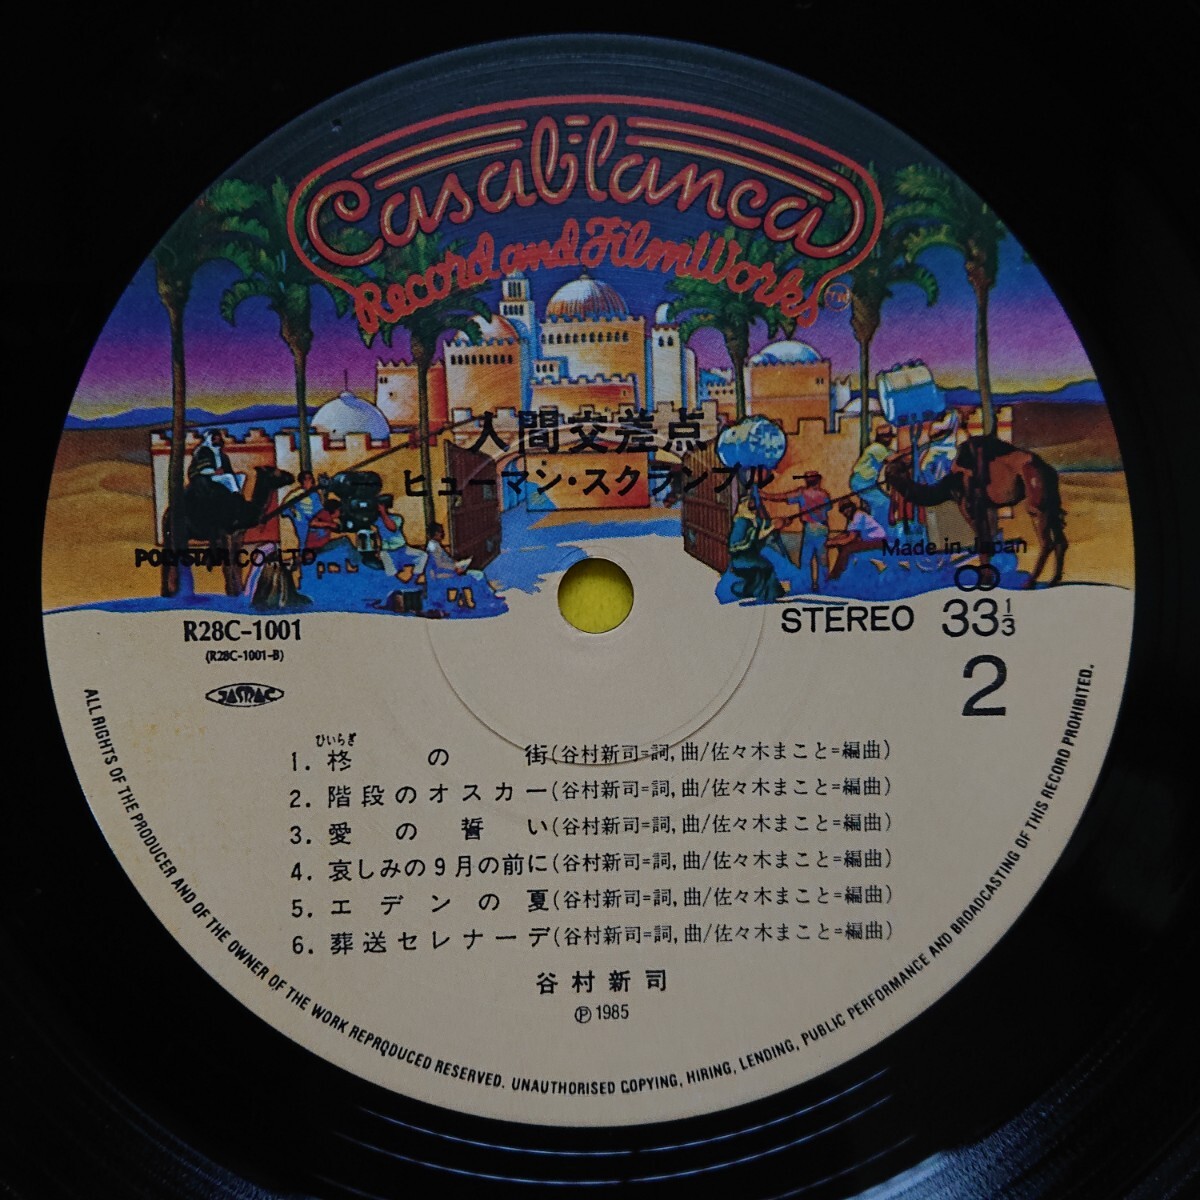 Casablanca
Record and FilmWorks
TM
人間交差点
— ヒューマン・スクランブル —
POLYSTAR CO. LTD.
Made in Japan
R28C-1001
(R28C-1001-B)
JASRAC
STEREO 33 1/3
2
ひいらぎ
1. 柊の街(谷村新司=詞, 曲/佐々木まこと=編曲)
2. 階段のオスカー(谷村新司=詞, 曲/佐々木まこと=編曲)
3. 愛の誓い(谷村新司=詞, 曲/佐々木まこと=編曲)
4. 哀しみの9月の前に(谷村新司=詞, 曲/佐々木まこと=編曲)
5. エデンの夏(谷村新司=詞, 曲/佐々木まこと=編曲)
6. 葬送セレナーデ(谷村新司=詞, 曲/佐々木まこと=編曲)
谷村新司
Ⓟ 1985
ALL RIGHTS OF THE PRODUCER AND OF THE OWNER OF THE WORK REPRODUCED RESERVED. UNAUTHORISED COPYING, HIRING, LENDING, PUBLIC PERFORMANCE AND BROADCASTING OF THIS RECORD PROHIBITED.